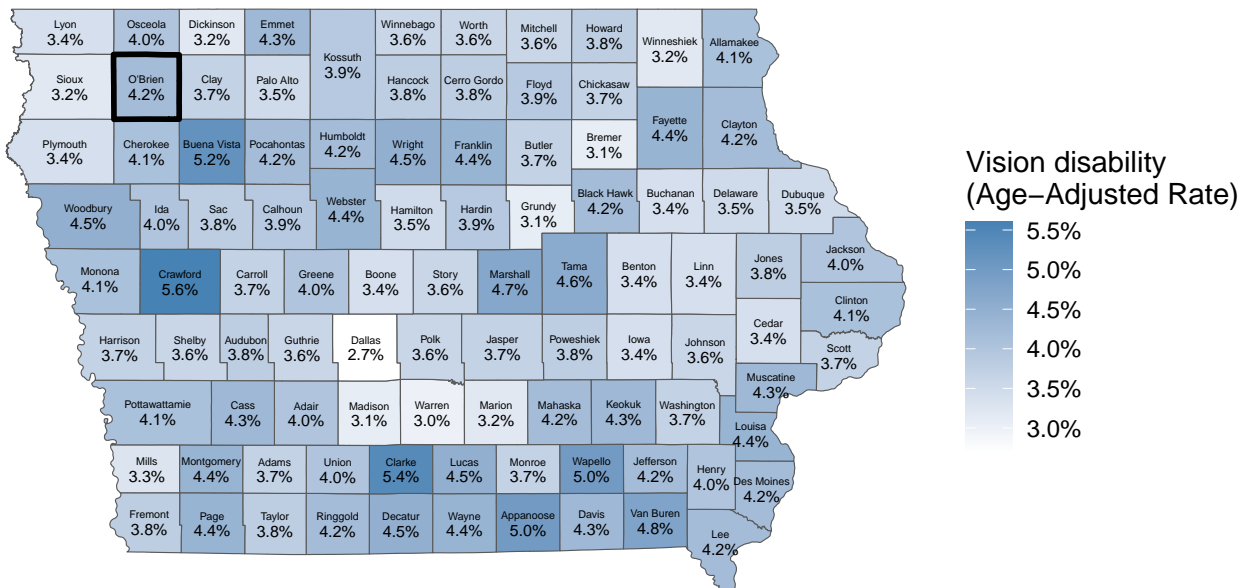 Lyon
3.4%
Osceola
4.0%
Dickinson
3.2%
Emmet
4.3%
Kossuth
3.9%
Winnebago
3.6%
Worth
3.6%
Mitchell
3.6%
Howard
3.8%
Winneshiek
3.2%
Allamakee
4.1%
Sioux
3.2%
O'Brien
4.2%
Clay
3.7%
Palo Alto
3.5%
Hancock
3.8%
Cerro Gordo
3.8%
Floyd
3.9%
Chickasaw
3.7%
Fayette
4.4%
Clayton
4.2%
Plymouth
3.4%
Cherokee
4.1%
Buena Vista
5.2%
Pocahontas
4.2%
Humboldt
4.2%
Wright
4.5%
Franklin
4.4%
Butler
3.7%
Bremer
3.1%
Woodbury
4.5%
Ida
4.0%
Sac
3.8%
Calhoun
3.9%
Webster
4.4%
Hamilton
3.5%
Hardin
3.9%
Grundy
3.1%
Black Hawk
4.2%
Buchanan
3.4%
Delaware
3.5%
Dubuque
3.5%
Monona
4.1%
Crawford
5.6%
Carroll
3.7%
Greene
4.0%
Boone
3.4%
Story
3.6%
Marshall
4.7%
Tama
4.6%
Benton
3.4%
Linn
3.4%
Jones
3.8%
Jackson
4.0%
Clinton
4.1%
Harrison
3.7%
Shelby
3.6%
Audubon
3.8%
Guthrie
3.6%
Dallas
2.7%
Polk
3.6%
Jasper
3.7%
Poweshiek
3.8%
Iowa
3.4%
Johnson
3.6%
Cedar
3.4%
Scott
3.7%
Muscatine
4.3%
Pottawattamie
4.1%
Cass
4.3%
Adair
4.0%
Madison
3.1%
Warren
3.0%
Marion
3.2%
Mahaska
4.2%
Keokuk
4.3%
Washington
3.7%
Louisa
4.4%
Mills
3.3%
Montgomery
4.4%
Adams
3.7%
Union
4.0%
Clarke
5.4%
Lucas
4.5%
Monroe
3.7%
Wapello
5.0%
Jefferson
4.2%
Henry
4.0%
Des Moines
4.2%
Fremont
3.8%
Page
4.4%
Taylor
3.8%
Ringgold
4.2%
Decatur
4.5%
Wayne
4.4%
Appanoose
5.0%
Davis
4.3%
Van Buren
4.8%
Lee
4.2%
Vision disability
(Age−Adjusted Rate)
5.5%
5.0%
4.5%
4.0%
3.5%
3.0%